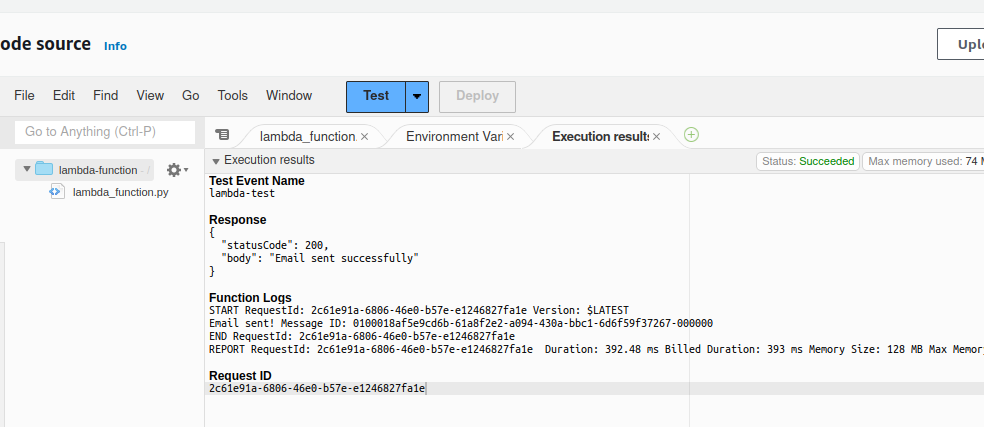 ode source Info
File Edit Find View Go Tools Window Test Deploy
Go to Anything (Ctrl-P)
lambda_function. Environment Vari Execution results
Execution results Status: Succeeded Max memory used: 74
lambda-function - /
lambda_function.py
Test Event Name
lambda-test
Response
{
"statusCode": 200,
"body": "Email sent successfully"
}
Function Logs
START RequestId: 2c61e91a-6806-46e0-b57e-e1246827fa1e Version: $LATEST
Email sent! Message ID: 0100018af5e9cd6b-61a8f2e2-a094-430a-bbc1-6d6f59f37267-000000
END RequestId: 2c61e91a-6806-46e0-b57e-e1246827fa1e
REPORT RequestId: 2c61e91a-6806-46e0-b57e-e1246827fa1e Duration: 392.48 ms Billed Duration: 393 ms Memory Size: 128 MB Max Memor
Request ID
2c61e91a-6806-46e0-b57e-e1246827fa1e